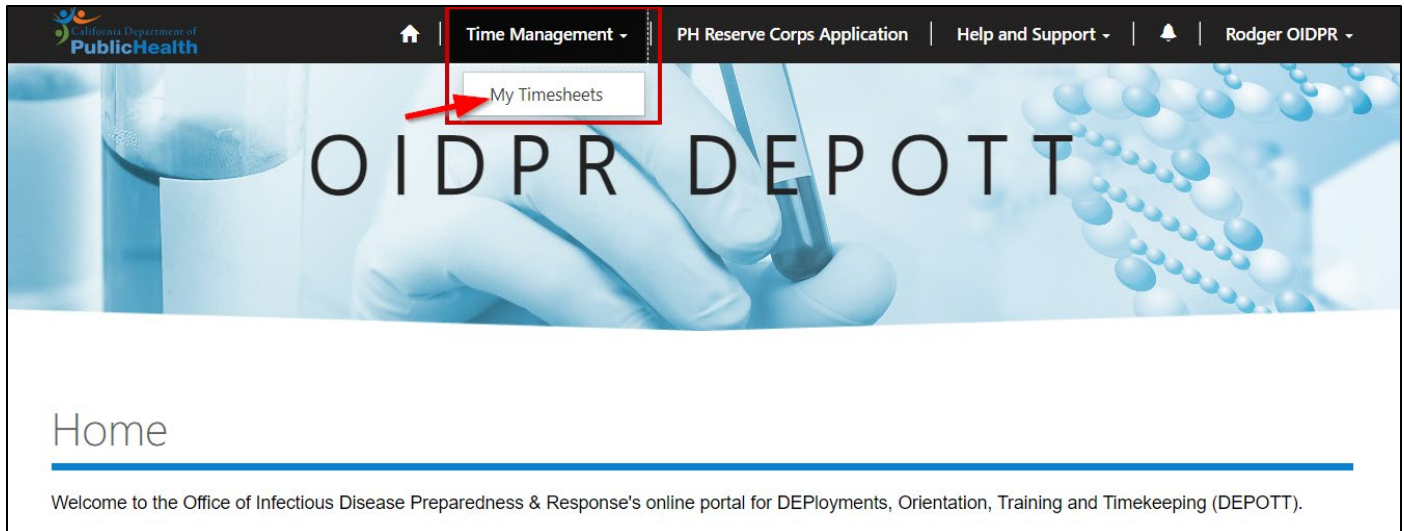 California Department of
PublicHealth
Time Management
PH Reserve Corps Application
Help and Support
Rodger OIDPR
My Timesheets
OIDPR DEPOTT
Home
Welcome to the Office of Infectious Disease Preparedness & Response's online portal for DEPloyments, Orientation, Training and Timekeeping (DEPOTT).